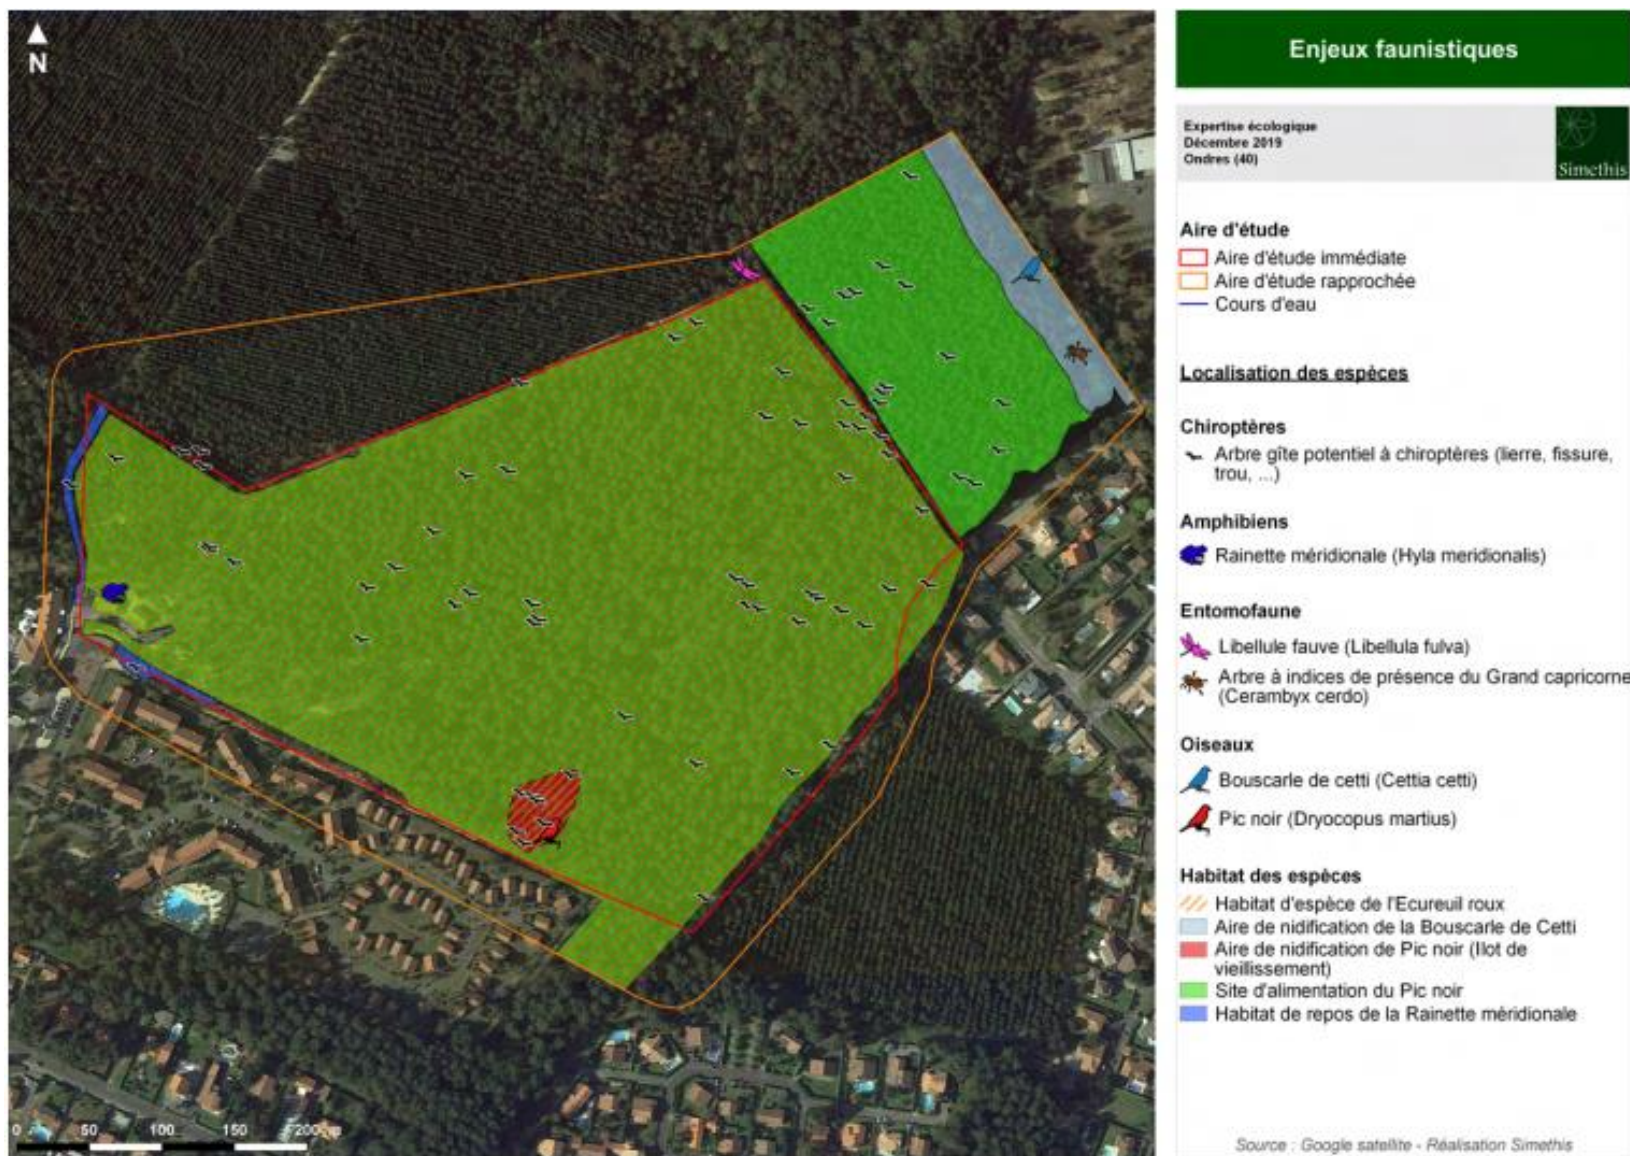 N
0 50 100 150 200 m
Enjeux faunistiques
Expertise écologique
Décembre 2019
Ondres (40)
Simethis
Aire d'étude
Aire d'étude immédiate
Aire d'étude rapprochée
Cours d'eau
Localisation des espèces
Chiroptères
Arbre gîte potentiel à chiroptères (lierre, fissure,
trou, ...)
Amphibiens
Rainette méridionale (Hyla meridionalis)
Entomofaune
Libellule fauve (Libellula fulva)
Arbre à indices de présence du Grand capricorne
(Cerambyx cerdo)
Oiseaux
Bouscarle de cetti (Cettia cetti)
Pic noir (Dryocopus martius)
Habitat des espèces
Habitat d'espèce de l'Ecureuil roux
Aire de nidification de la Bouscarle de Cetti
Aire de nidification de Pic noir (Ilot de
vieillissement)
Site d'alimentation du Pic noir
Habitat de repos de la Rainette méridionale
Source : Google satellite - Réalisation Simethis